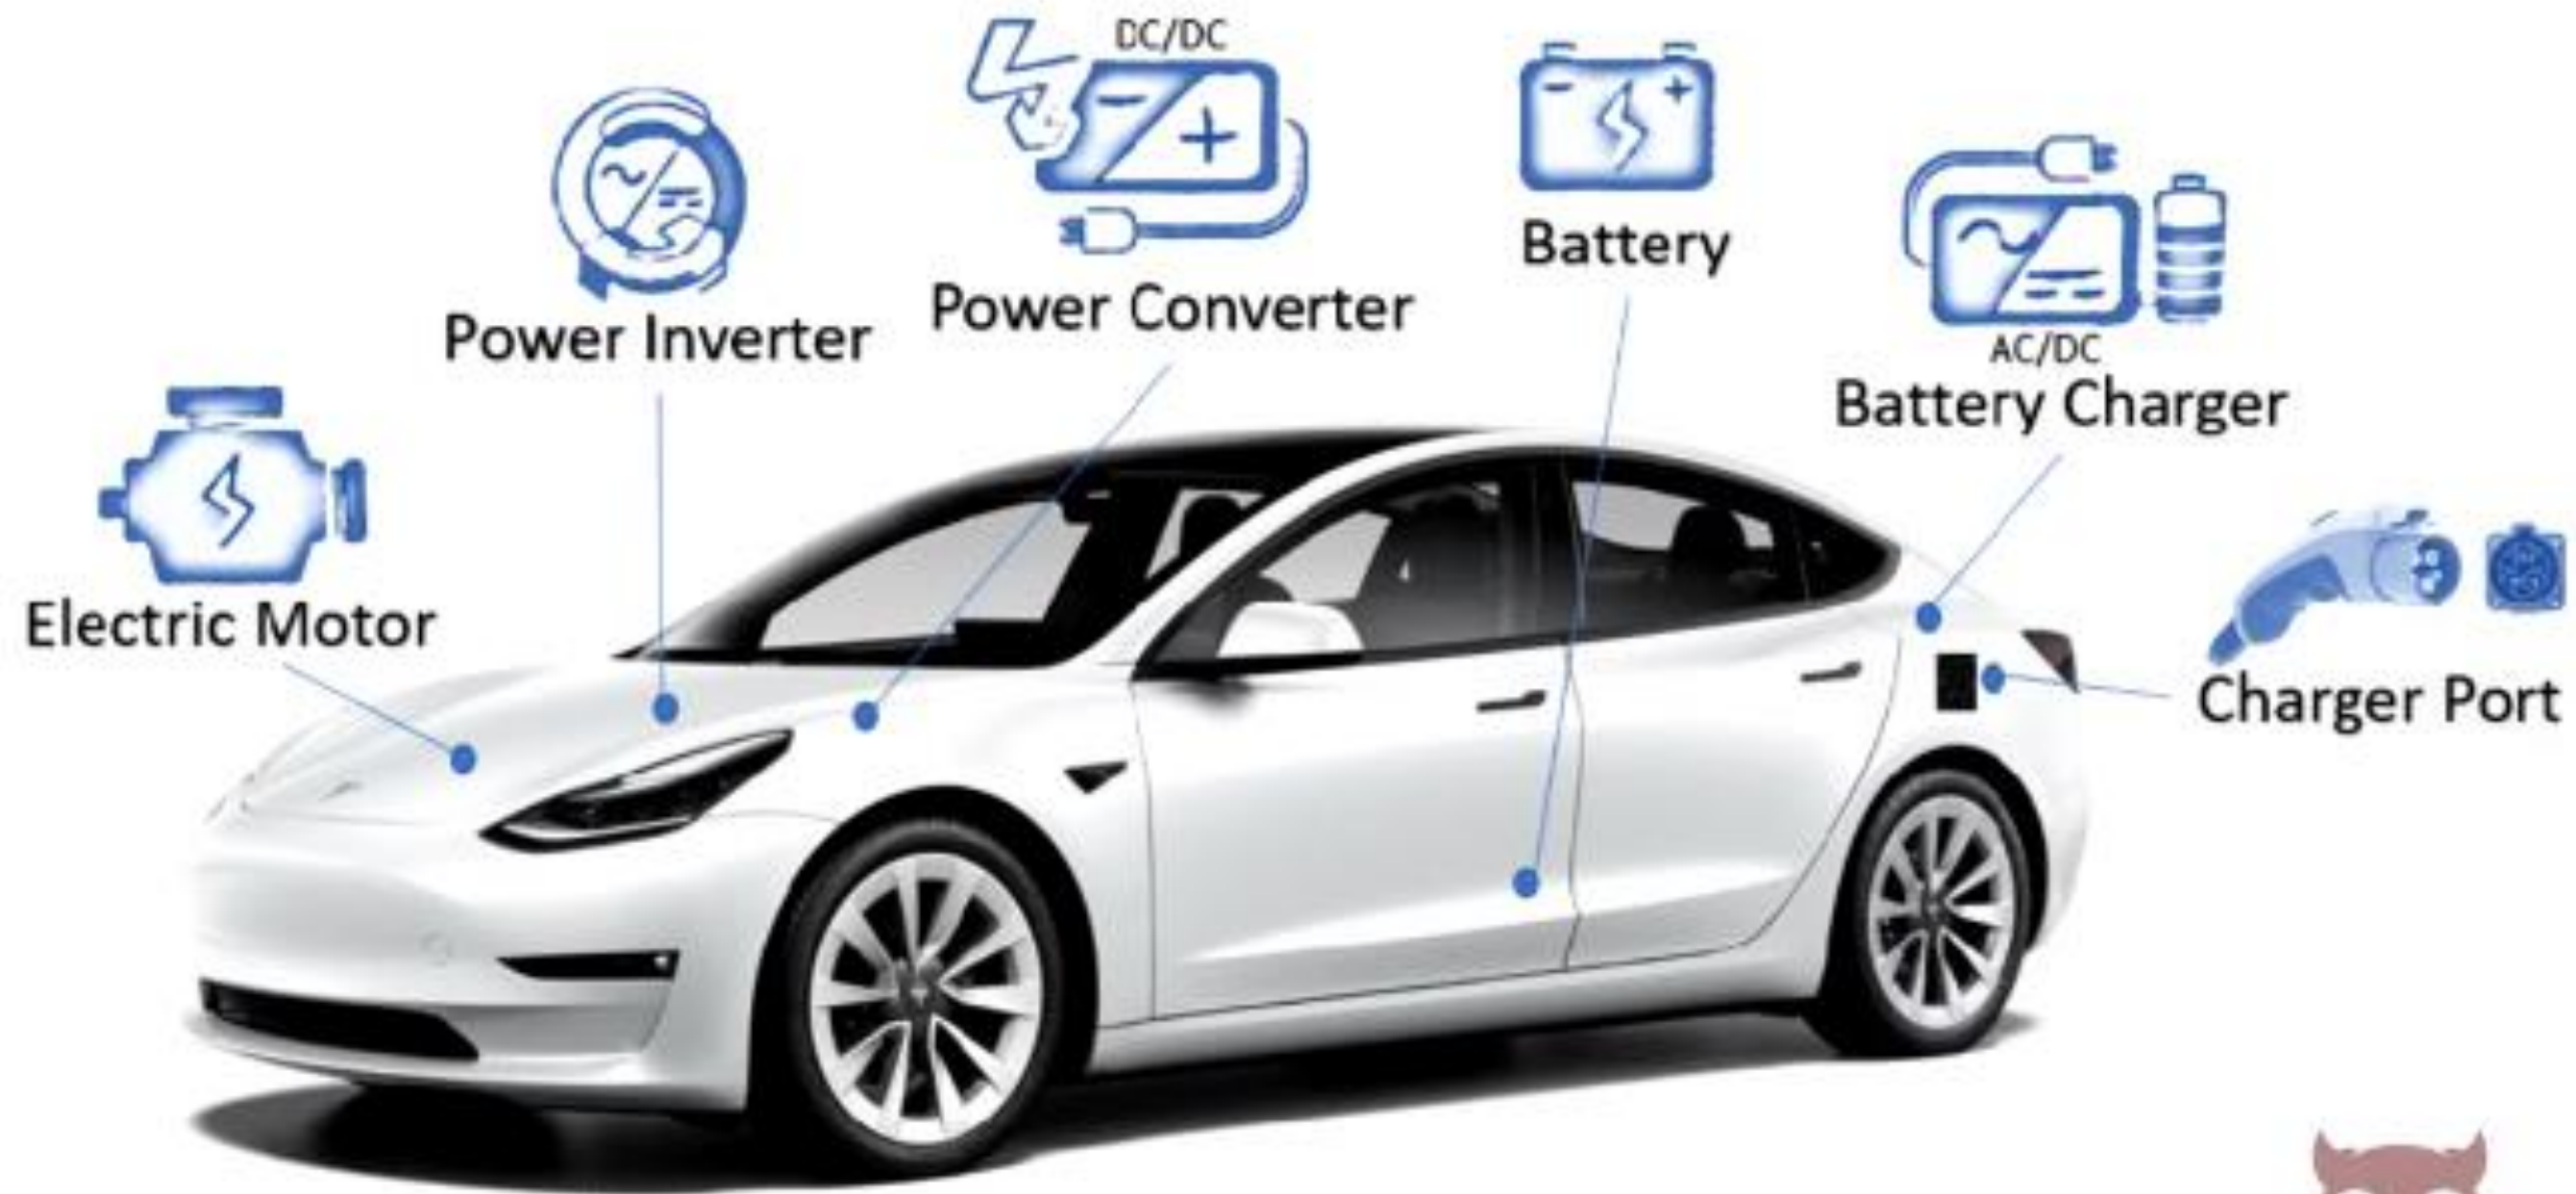 DC/DC
Power Converter
Battery
Power Inverter
AC/DC
Battery Charger
Electric Motor
Charger Port